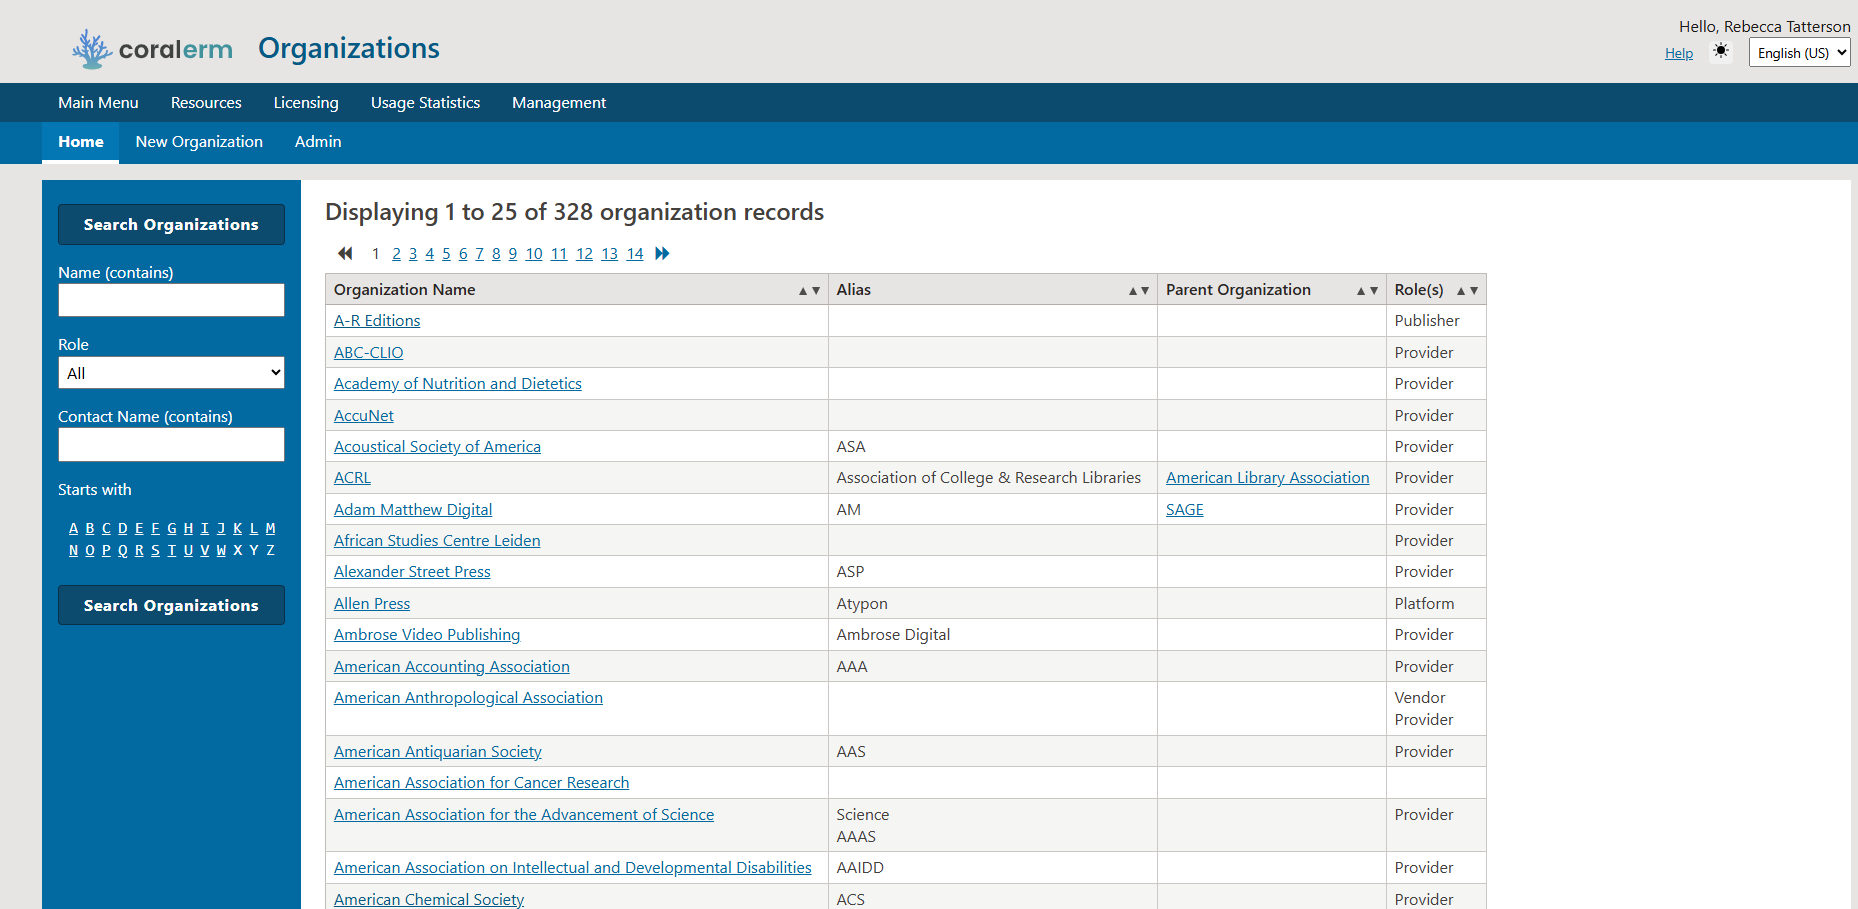 coralerm Organizations
Hello, Rebecca Tatterson
Help English (US)
Main Menu Resources Licensing Usage Statistics Management
Home New Organization Admin
Search Organizations
Name (contains)
Role
All
Contact Name (contains)
Starts with
A B C D E F G H I J K L M
N O P Q R S T U V W X Y Z
Search Organizations
Displaying 1 to 25 of 328 organization records
1 2 3 4 5 6 7 8 9 10 11 12 13 14
Organization Name ▲▼ Alias ▲▼ Parent Organization ▲▼ Role(s) ▲▼
A-R Editions Publisher
ABC-CLIO Provider
Academy of Nutrition and Dietetics Provider
AccuNet Provider
Acoustical Society of America ASA Provider
ACRL Association of College & Research Libraries American Library Association Provider
Adam Matthew Digital AM SAGE Provider
African Studies Centre Leiden Provider
Alexander Street Press ASP Provider
Allen Press Atypon Platform
Ambrose Video Publishing Ambrose Digital Provider
American Accounting Association AAA Provider
American Anthropological Association Vendor
Provider
American Antiquarian Society AAS Provider
American Association for Cancer Research
American Association for the Advancement of Science Science Provider
AAAS
American Association on Intellectual and Developmental Disabilities AAIDD Provider
American Chemical Society ACS Provider